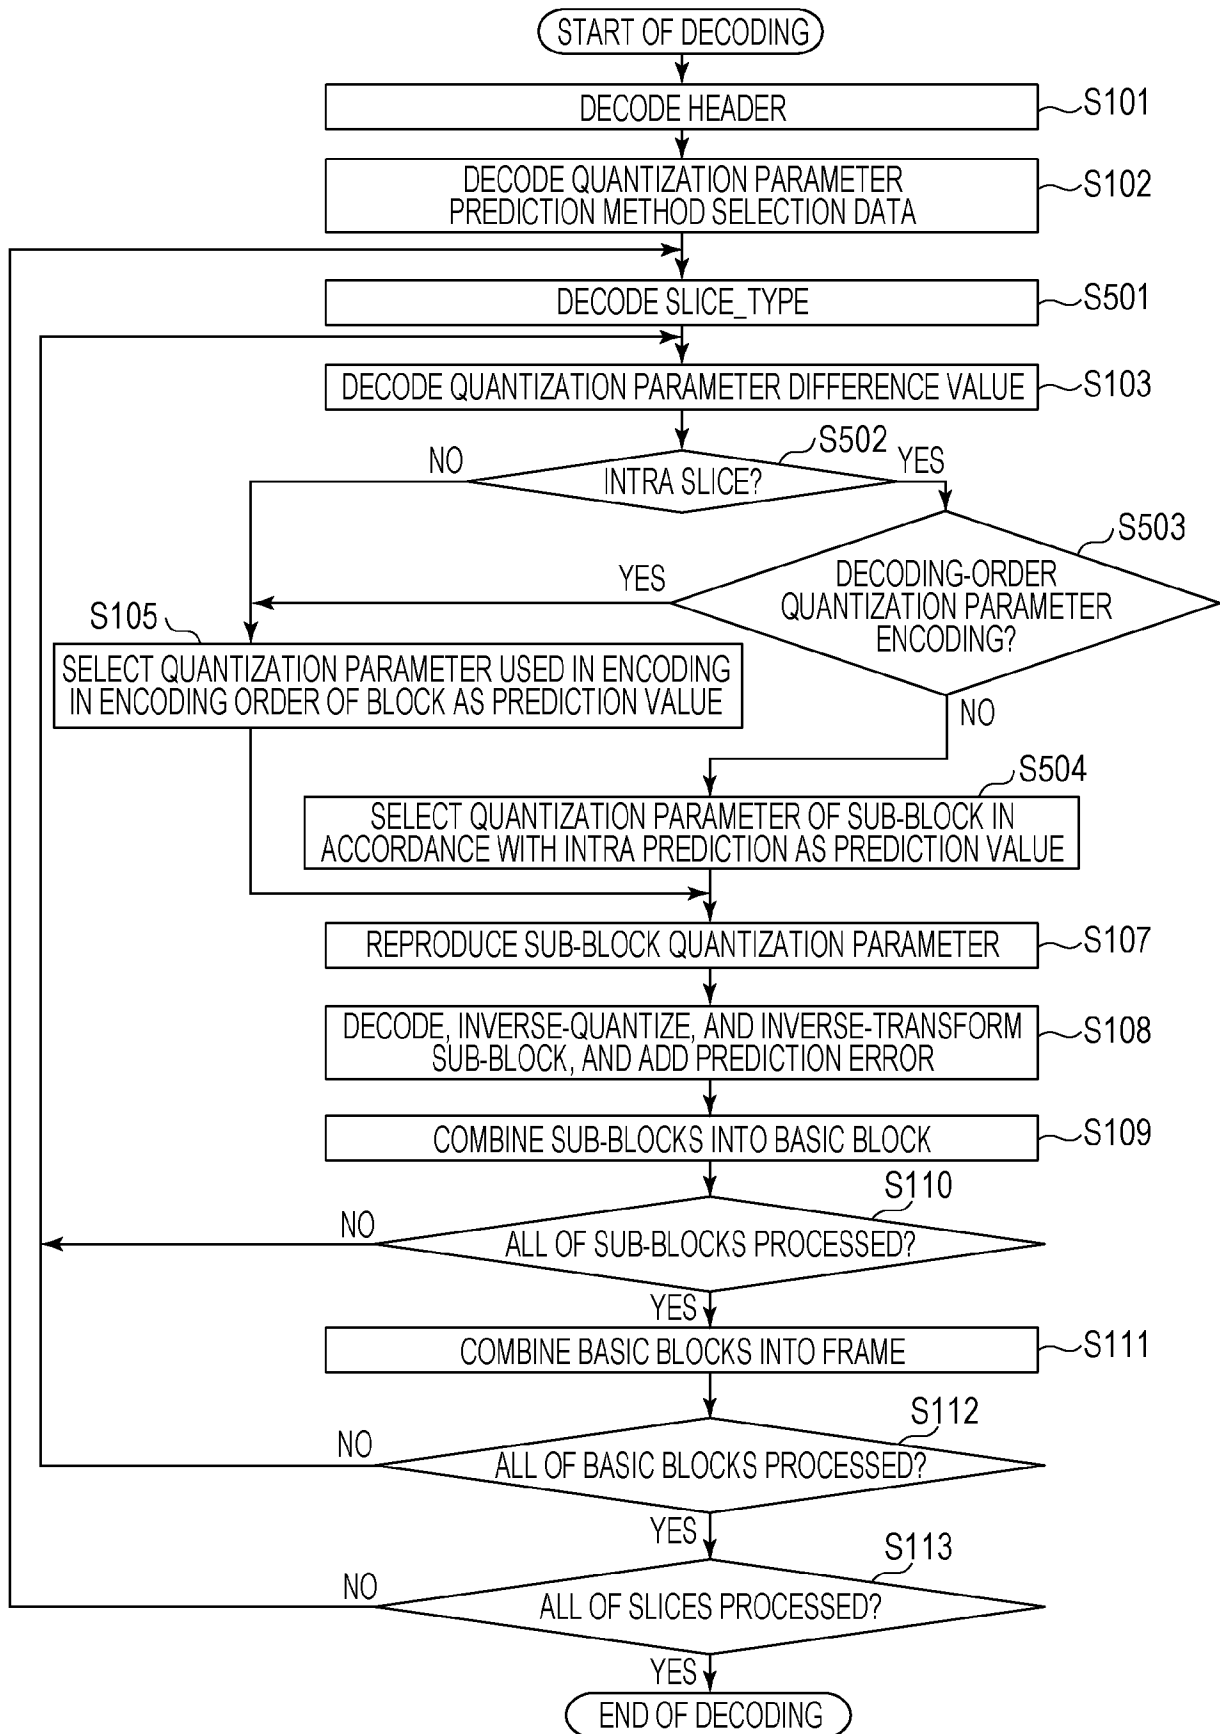 START OF DECODING
DECODE HEADER
S101
DECODE QUANTIZATION PARAMETER
PREDICTION METHOD SELECTION DATA
S102
DECODE SLICE_TYPE
S501
DECODE QUANTIZATION PARAMETER DIFFERENCE VALUE
S103
S502
NO
INTRA SLICE?
YES
S503
YES
DECODING-ORDER
QUANTIZATION PARAMETER
ENCODING?
S105
SELECT QUANTIZATION PARAMETER USED IN ENCODING
IN ENCODING ORDER OF BLOCK AS PREDICTION VALUE
NO
S504
SELECT QUANTIZATION PARAMETER OF SUB-BLOCK IN
ACCORDANCE WITH INTRA PREDICTION AS PREDICTION VALUE
REPRODUCE SUB-BLOCK QUANTIZATION PARAMETER
S107
DECODE, INVERSE-QUANTIZE, AND INVERSE-TRANSFORM
SUB-BLOCK, AND ADD PREDICTION ERROR
S108
COMBINE SUB-BLOCKS INTO BASIC BLOCK
S109
S110
NO
ALL OF SUB-BLOCKS PROCESSED?
YES
COMBINE BASIC BLOCKS INTO FRAME
S111
S112
NO
ALL OF BASIC BLOCKS PROCESSED?
YES
S113
NO
ALL OF SLICES PROCESSED?
YES
END OF DECODING